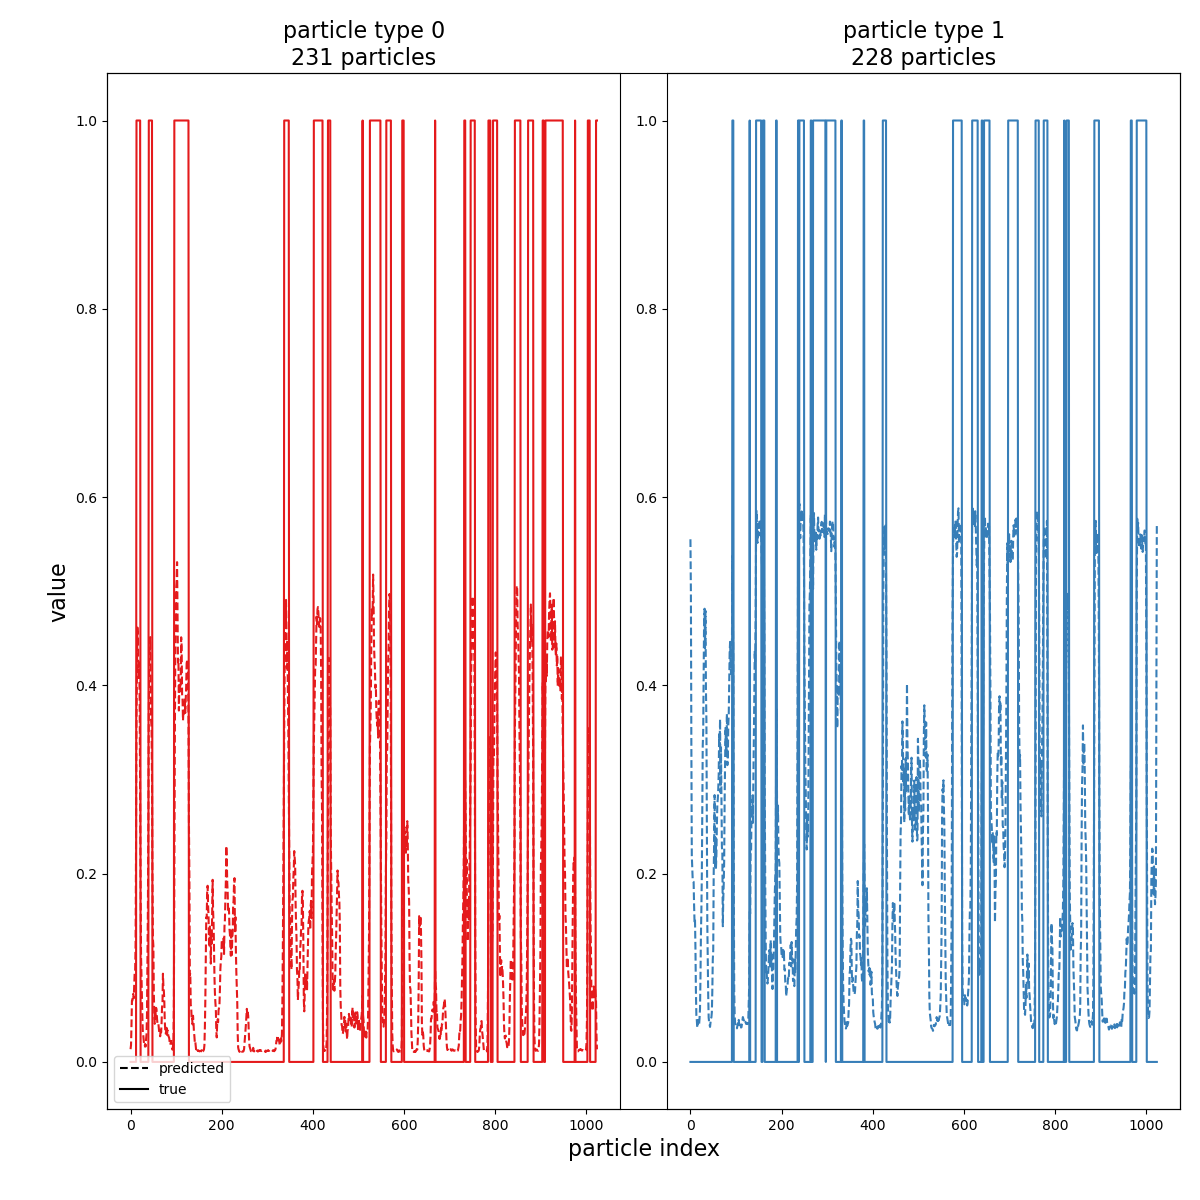 particle type 0
231 particles
particle type 1
228 particles
1.0
0.8
0.6
0.4
0.2
0.0
1.0
0.8
0.6
0.4
0.2
0.0
value
predicted
true
0 200 400 600 800 1000
0 200 400 600 800 1000
particle index